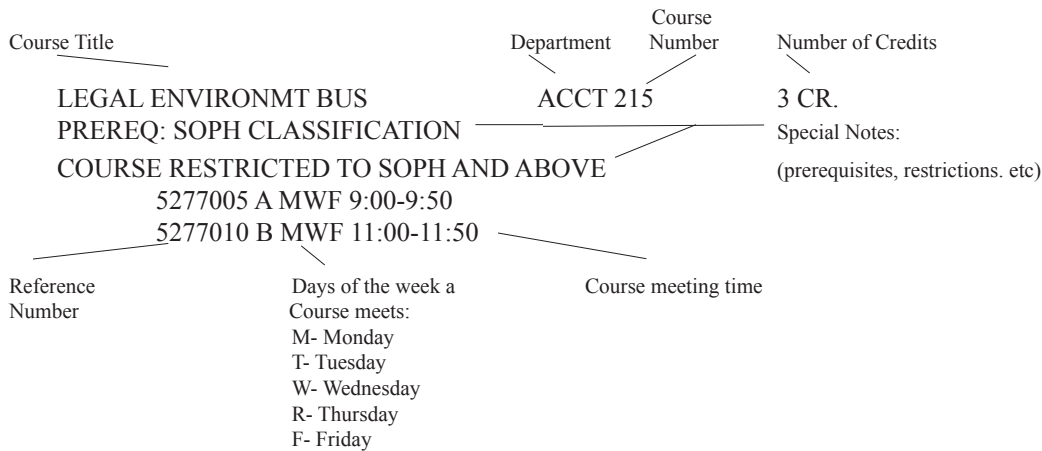 Course Title
Department
Course
Number
Number of Credits
LEGAL ENVIRONMT BUS ACCT 215 3 CR.
PREREQ: SOPH CLASSIFICATION
Special Notes:
COURSE RESTRICTED TO SOPH AND ABOVE
(prerequisites, restrictions. etc)
5277005 A MWF 9:00-9:50
5277010 B MWF 11:00-11:50
Reference
Number
Days of the week a
Course meets:
M- Monday
T- Tuesday
W- Wednesday
R- Thursday
F- Friday
Course meeting time